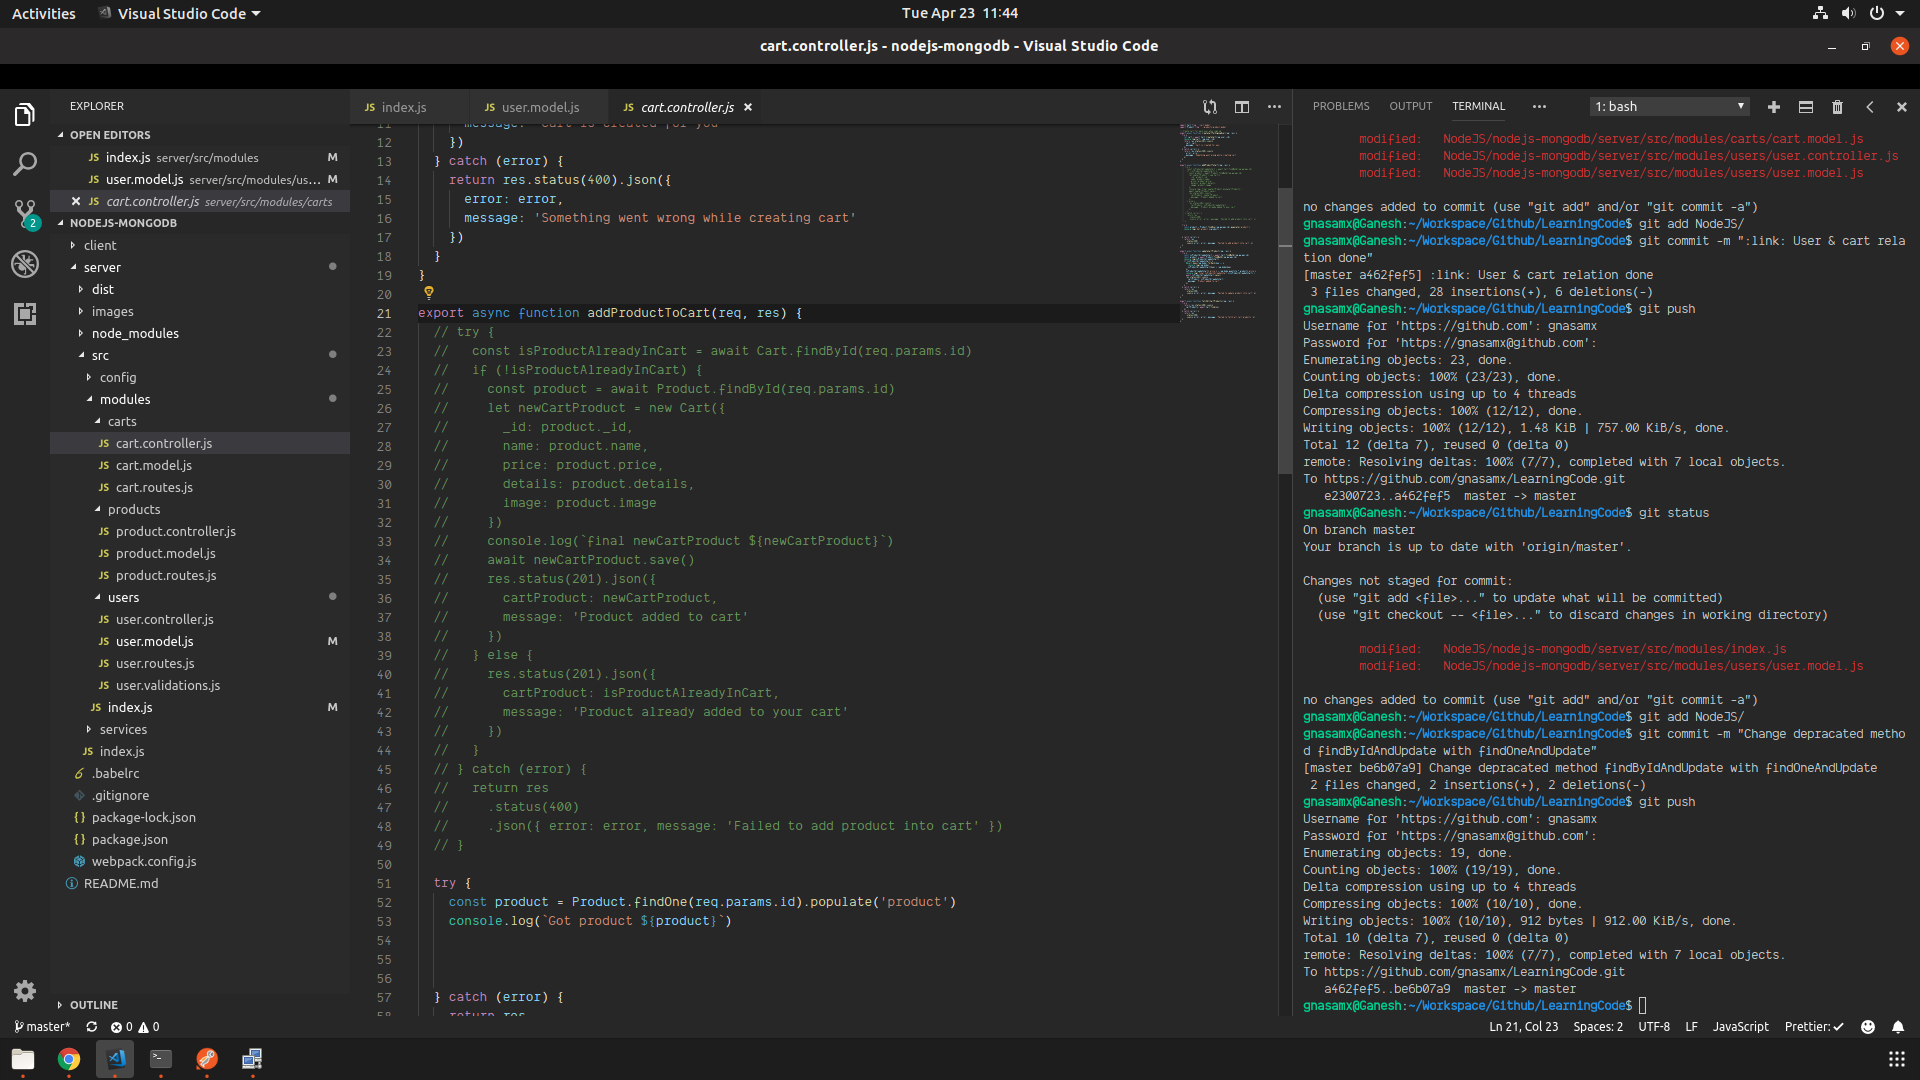 Activities
Visual Studio Code
Tue Apr 23 11:44
cart.controller.js - nodejs-mongodb - Visual Studio Code
EXPLORER
OPEN EDITORS
JS index.js server/src/modules M
JS user.model.js server/src/modules/us... M
JS cart.controller.js server/src/modules/carts
2
NODEJS-MONGODB
client
server
dist
images
node_modules
src
config
modules
carts
JS cart.controller.js
JS cart.model.js
JS cart.routes.js
products
JS product.controller.js
JS product.model.js
JS product.routes.js
users
JS user.controller.js
JS user.model.js M
JS user.routes.js
JS user.validations.js
JS index.js M
services
JS index.js
.babelrc
.gitignore
{} package-lock.json
{} package.json
webpack.config.js
README.md
OUTLINE
JS index.js
JS user.model.js
JS cart.controller.js
11 message: 'Cart is created for you'
12 })
13 } catch (error) {
14 return res.status(400).json({
15 error: error,
16 message: 'Something went wrong while creating cart'
17 })
18 }
19 }
20
21 export async function addProductToCart(req, res) {
22 // try {
23 // const isProductAlreadyInCart = await Cart.findById(req.params.id)
24 // if (!isProductAlreadyInCart) {
25 // const product = await Product.findById(req.params.id)
26 // let newCartProduct = new Cart({
27 // _id: product._id,
28 // name: product.name,
29 // price: product.price,
30 // details: product.details,
31 // image: product.image
32 // })
33 // console.log(`final newCartProduct ${newCartProduct}`)
34 // await newCartProduct.save()
35 // res.status(201).json({
36 // cartProduct: newCartProduct,
37 // message: 'Product added to cart'
38 // })
39 // } else {
40 // res.status(201).json({
41 // cartProduct: isProductAlreadyInCart,
42 // message: 'Product already added to your cart'
43 // })
44 // }
45 // } catch (error) {
46 // return res
47 // .status(400)
48 // .json({ error: error, message: 'Failed to add product into cart' })
49 // }
50
51 try {
52 const product = Product.findOne(req.params.id).populate('product')
53 console.log(`Got product ${product}`)
54
55
56
57 } catch (error) {
58 return res
PROBLEMS OUTPUT TERMINAL ... 1: bash
modified: NodeJS/nodejs-mongodb/server/src/modules/carts/cart.model.js
modified: NodeJS/nodejs-mongodb/server/src/modules/users/user.controller.js
modified: NodeJS/nodejs-mongodb/server/src/modules/users/user.model.js
no changes added to commit (use "git add" and/or "git commit -a")
gnasamx@Ganesh:~/Workspace/Github/LearningCode$ git add NodeJS/
gnasamx@Ganesh:~/Workspace/Github/LearningCode$ git commit -m ":link: User & cart rela
tion done"
[master a462fef5] :link: User & cart relation done
3 files changed, 28 insertions(+), 6 deletions(-)
gnasamx@Ganesh:~/Workspace/Github/LearningCode$ git push
Username for 'https://github.com': gnasamx
Password for 'https://gnasamx@github.com':
Enumerating objects: 23, done.
Counting objects: 100% (23/23), done.
Delta compression using up to 4 threads
Compressing objects: 100% (12/12), done.
Writing objects: 100% (12/12), 1.48 KiB | 757.00 KiB/s, done.
Total 12 (delta 7), reused 0 (delta 0)
remote: Resolving deltas: 100% (7/7), completed with 7 local objects.
To https://github.com/gnasamx/LearningCode.git
e2300723..a462fef5 master -> master
gnasamx@Ganesh:~/Workspace/Github/LearningCode$ git status
On branch master
Your branch is up to date with 'origin/master'.
Changes not staged for commit:
(use "git add <file>..." to update what will be committed)
(use "git checkout -- <file>..." to discard changes in working directory)
modified: NodeJS/nodejs-mongodb/server/src/modules/index.js
modified: NodeJS/nodejs-mongodb/server/src/modules/users/user.model.js
no changes added to commit (use "git add" and/or "git commit -a")
gnasamx@Ganesh:~/Workspace/Github/LearningCode$ git add NodeJS/
gnasamx@Ganesh:~/Workspace/Github/LearningCode$ git commit -m "Change depracated metho
d findByIdAndUpdate with findOneAndUpdate"
[master be6b07a9] Change depracated method findByIdAndUpdate with findOneAndUpdate
2 files changed, 2 insertions(+), 2 deletions(-)
gnasamx@Ganesh:~/Workspace/Github/LearningCode$ git push
Username for 'https://github.com': gnasamx
Password for 'https://gnasamx@github.com':
Enumerating objects: 19, done.
Counting objects: 100% (19/19), done.
Delta compression using up to 4 threads
Compressing objects: 100% (10/10), done.
Writing objects: 100% (10/10), 912 bytes | 912.00 KiB/s, done.
Total 10 (delta 7), reused 0 (delta 0)
remote: Resolving deltas: 100% (7/7), completed with 7 local objects.
To https://github.com/gnasamx/LearningCode.git
a462fef5..be6b07a9 master -> master
gnasamx@Ganesh:~/Workspace/Github/LearningCode$
master* 0 0
Ln 21, Col 23 Spaces: 2 UTF-8 LF JavaScript Prettier: ✓